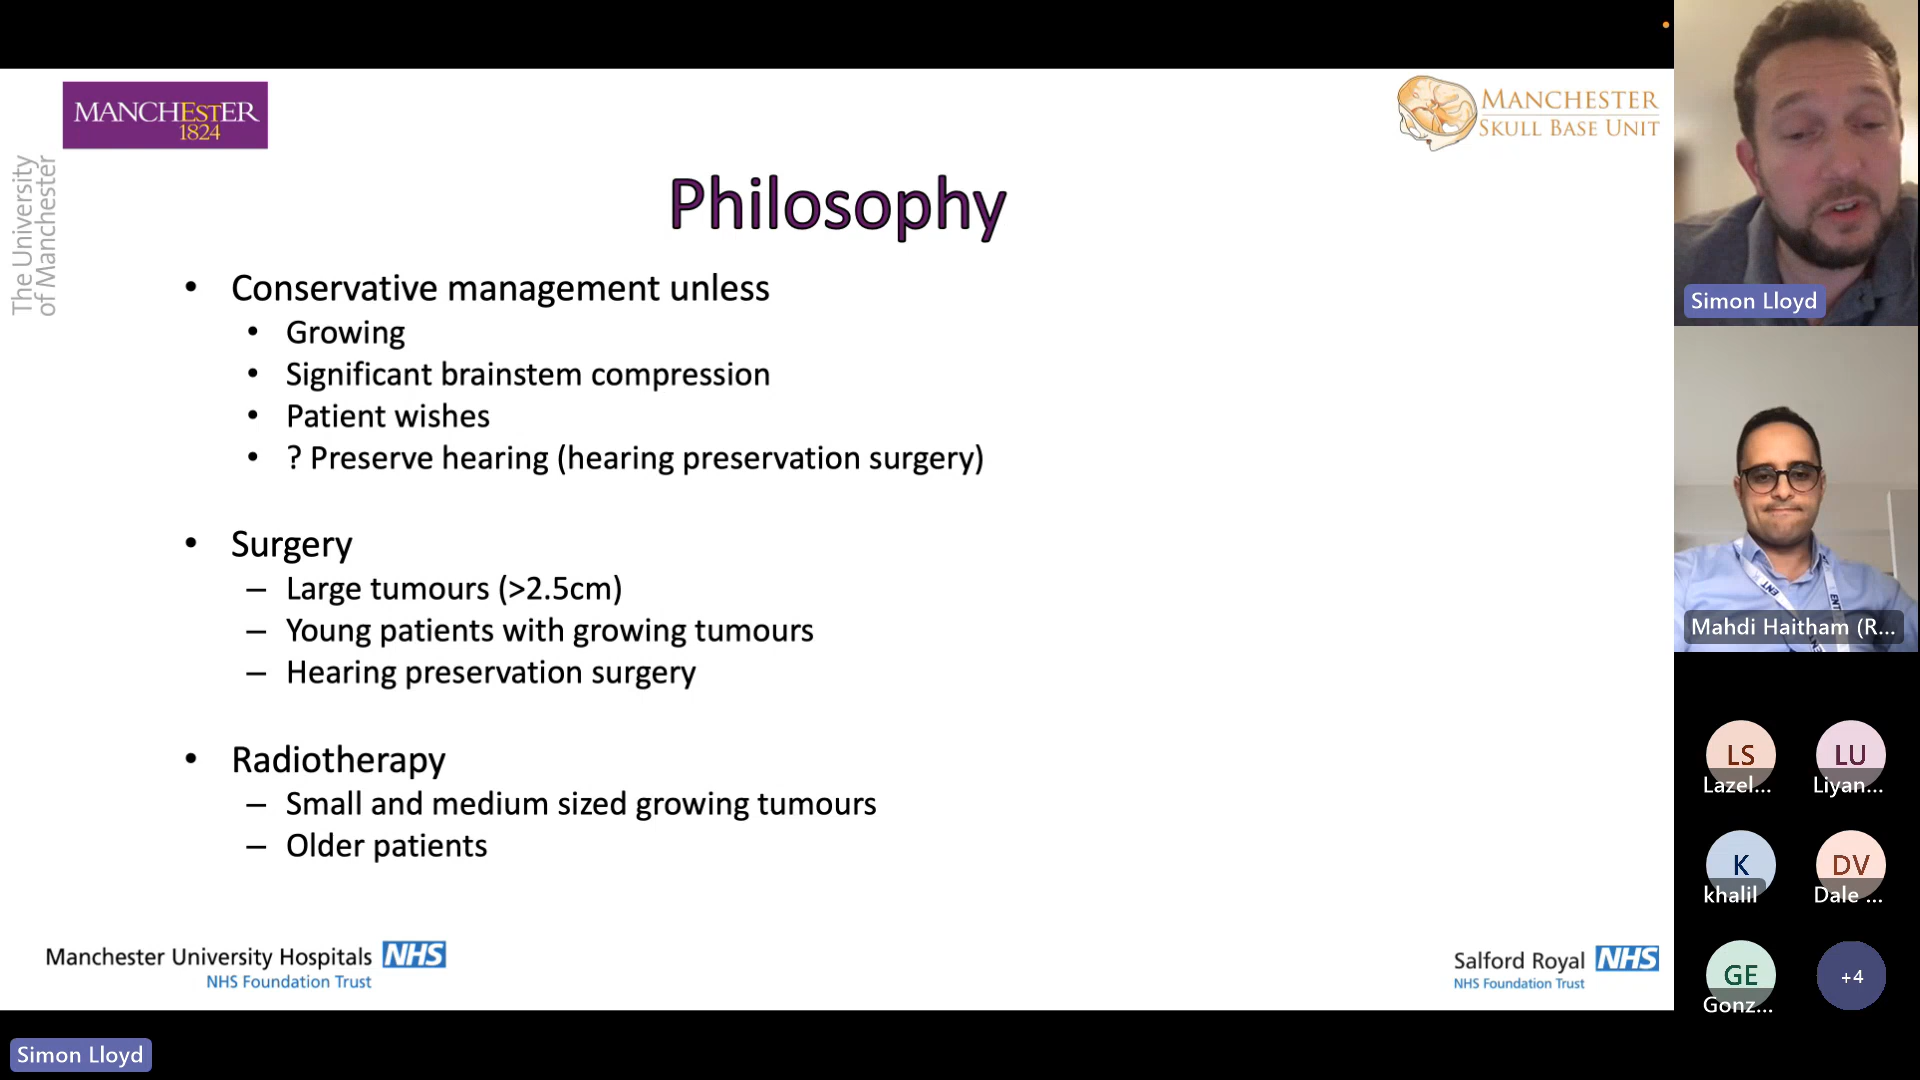 MANCHESTER
1824
The University
of Manchester
MANCHESTER
SKULL BASE UNIT
Philosophy
• Conservative management unless
• Growing
• Significant brainstem compression
• Patient wishes
• ? Preserve hearing (hearing preservation surgery)
• Surgery
– Large tumours (>2.5cm)
– Young patients with growing tumours
– Hearing preservation surgery
• Radiotherapy
– Small and medium sized growing tumours
– Older patients
Manchester University Hospitals NHS
NHS Foundation Trust
Salford Royal NHS
NHS Foundation Trust
Simon Lloyd
Simon Lloyd
ENT
ENT
Mahdi Haitham (R...
LS
Lazel...
LU
Liyan...
K
khalil
DV
Dale ...
GE
Gonz...
+4